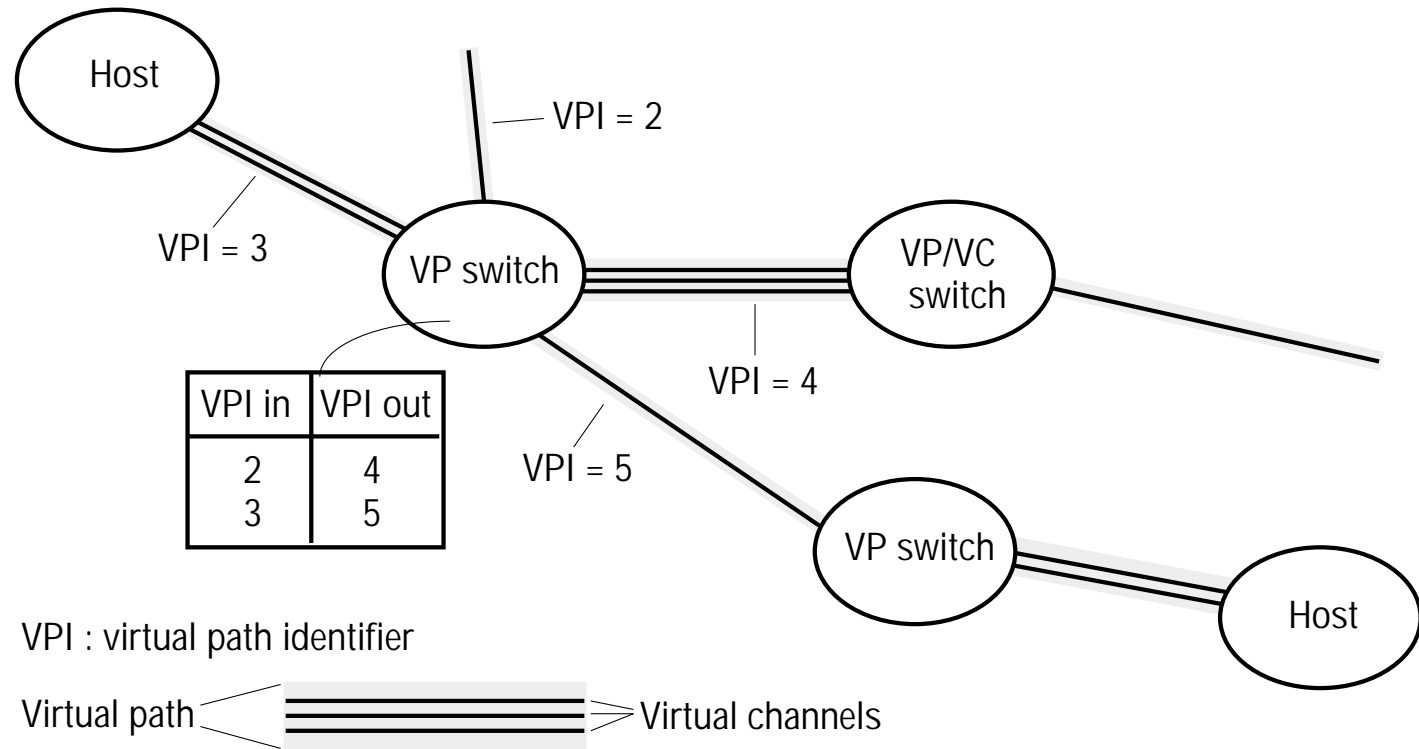 Host
VPI = 2
VPI = 3
VP switch
VP/VC
switch
VPI = 4
VPI in VPI out
2 4
3 5
VPI = 5
VP switch
Host
VPI : virtual path identifier
Virtual path
Virtual channels